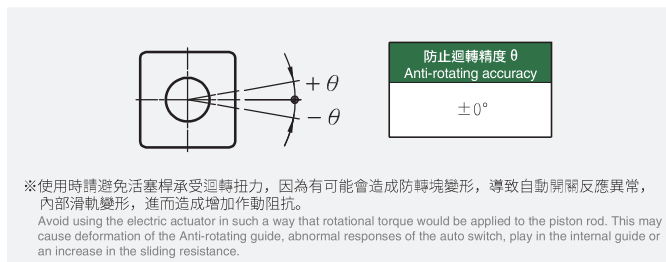 防止迴轉精度 θ
Anti-rotating accuracy
+ θ
±0°
− θ
※使用時請避免活塞桿承受迴轉扭力，因為有可能會造成防轉塊變形，導致自動開關反應異常，
內部滑軌變形，進而造成增加作動阻抗。
Avoid using the electric actuator in such a way that rotational torque would be applied to the piston rod. This may
cause deformation of the Anti-rotating guide, abnormal responses of the auto switch, play in the internal guide or
an increase in the sliding resistance.